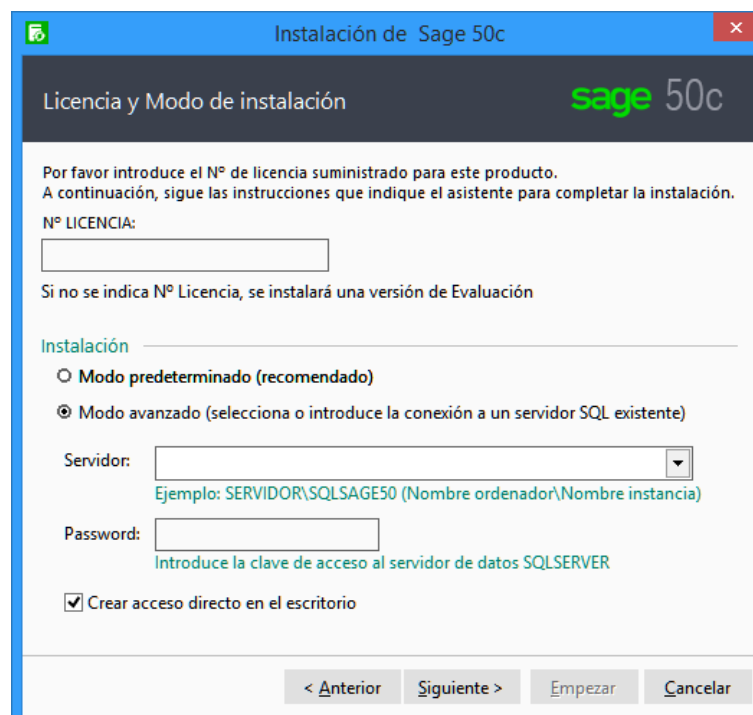 Instalación de Sage 50c
Licencia y Modo de instalación
sage 50c
Por favor introduce el Nº de licencia suministrado para este producto.
A continuación, sigue las instrucciones que indique el asistente para completar la instalación.
Nº LICENCIA:
Si no se indica Nº Licencia, se instalará una versión de Evaluación
Instalación
Modo predeterminado (recomendado)
Modo avanzado (selecciona o introduce la conexión a un servidor SQL existente)
Servidor:
Ejemplo: SERVIDOR\SQLSAGE50 (Nombre ordenador\Nombre instancia)
Password:
Introduce la clave de acceso al servidor de datos SQLSERVER
Crear acceso directo en el escritorio
< Anterior Siguiente > Empezar Cancelar